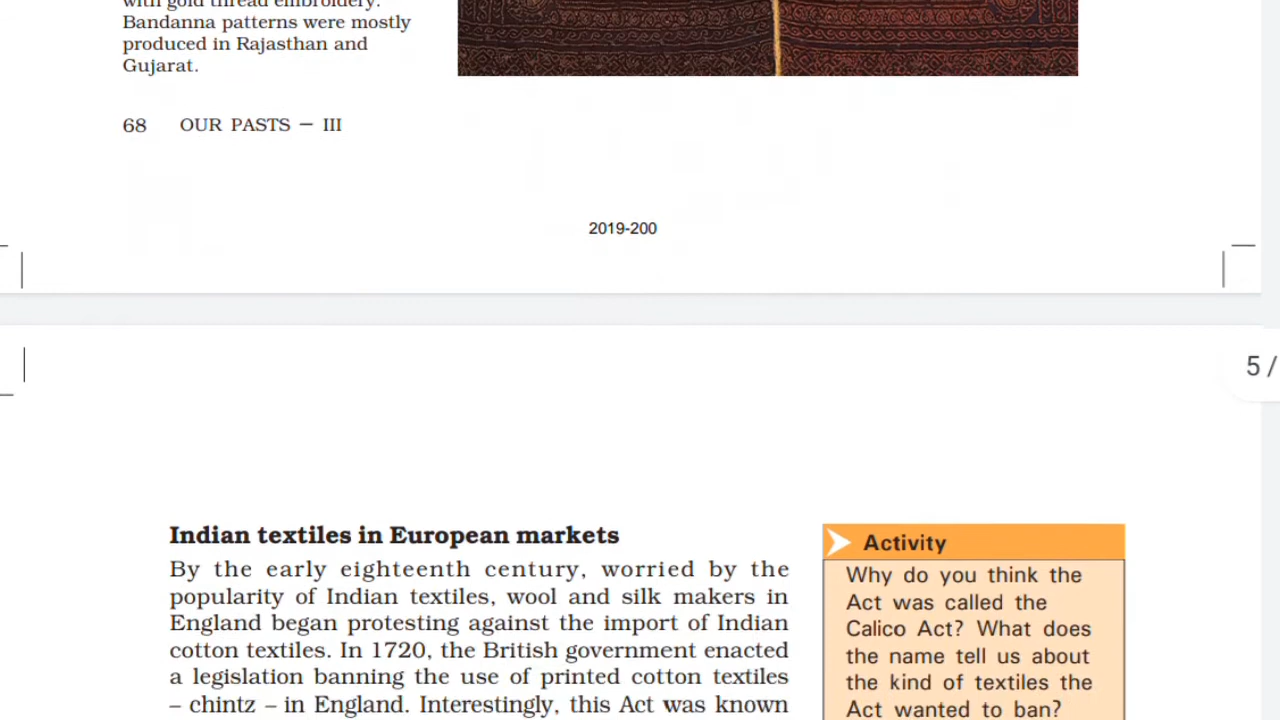 with gold thread embroidery.
Bandanna patterns were mostly
produced in Rajasthan and
Gujarat.
68 OUR PASTS – III
2019-200
5 /
Indian textiles in European markets
By the early eighteenth century, worried by the
popularity of Indian textiles, wool and silk makers in
England began protesting against the import of Indian
cotton textiles. In 1720, the British government enacted
a legislation banning the use of printed cotton textiles
– chintz – in England. Interestingly, this Act was known
Activity
Why do you think the
Act was called the
Calico Act? What does
the name tell us about
the kind of textiles the
Act wanted to ban?